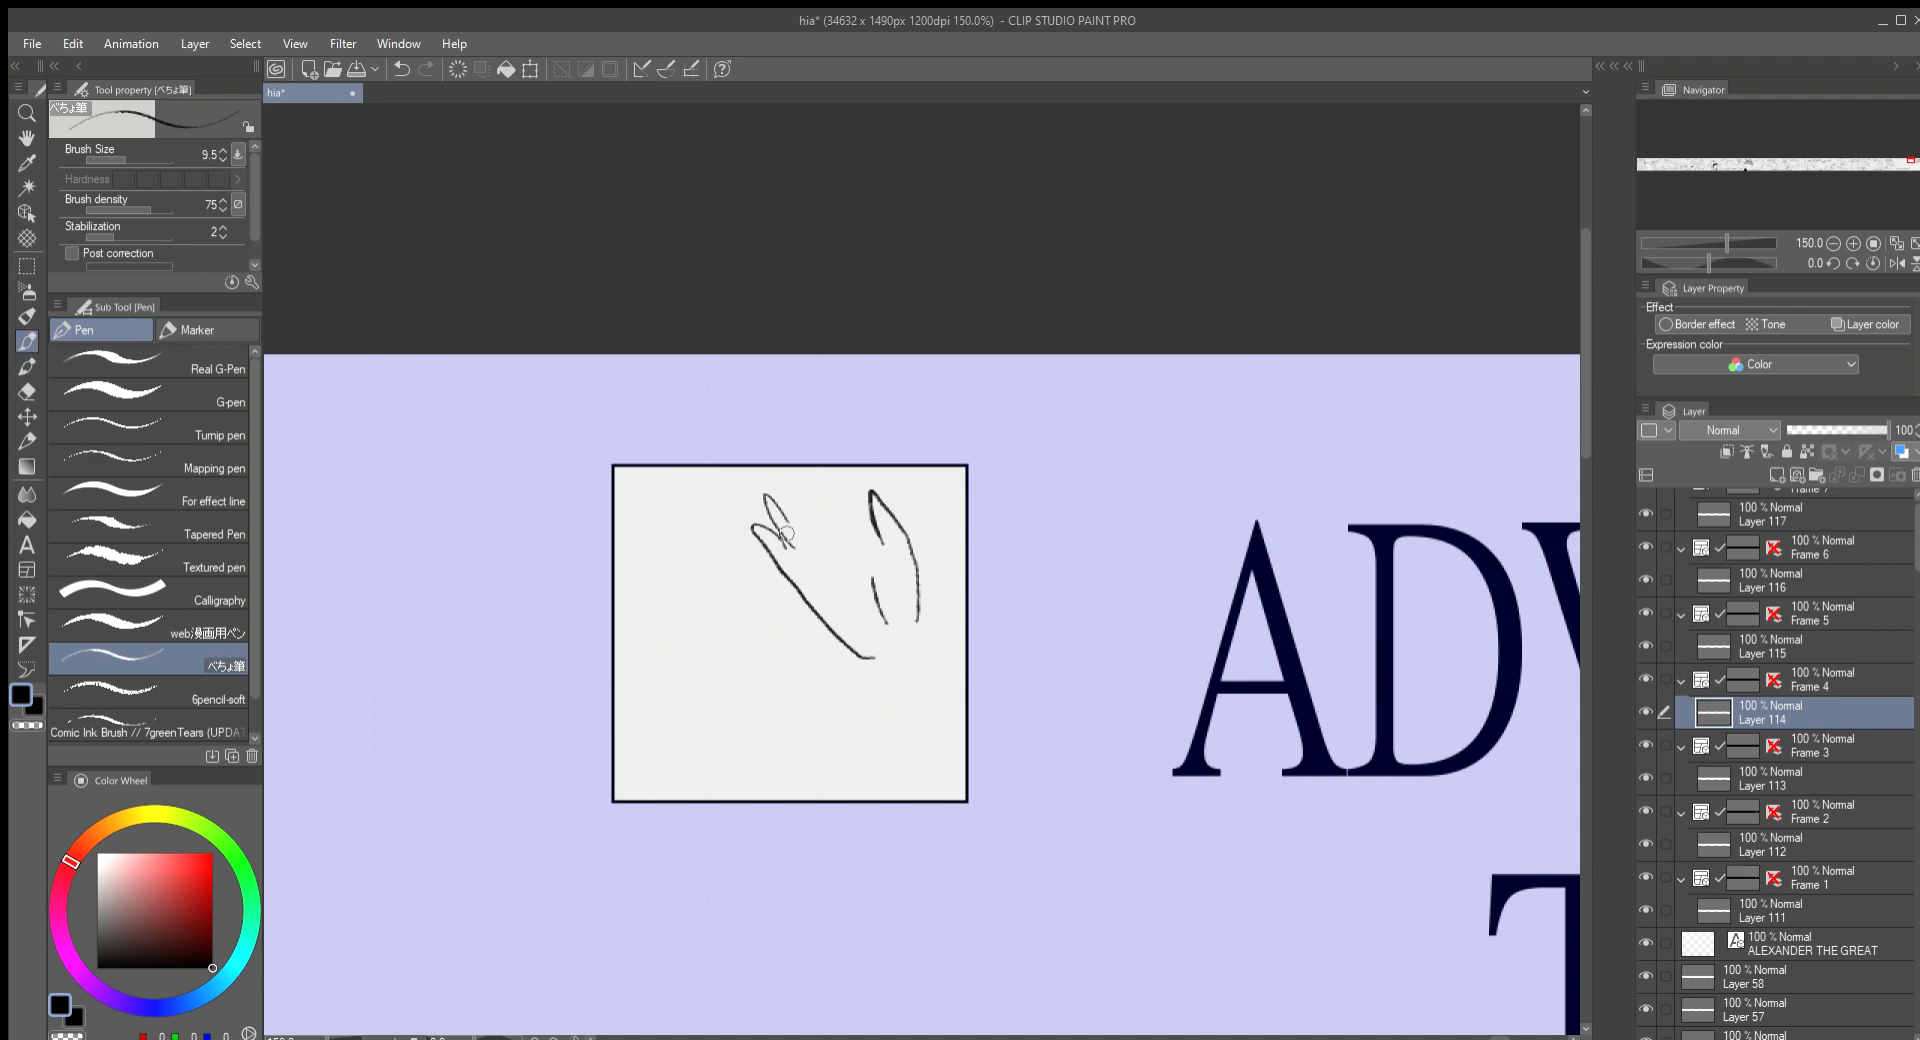 hia* (34632 x 1490px 1200dpi 150.0%) - CLIP STUDIO PAINT PRO
File Edit Animation Layer Select View Filter Window Help
Tool property [べちょ筆]
べちょ筆
Brush Size 9.5
Hardness
Brush density 75
Stabilization 2
Post correction
Sub Tool [Pen]
Pen Marker
Real G-Pen
G-pen
Turnip pen
Mapping pen
For effect line
Tapered Pen
Textured pen
Calligraphy
web漫画用ペン
べちょ筆
6pencil-soft
Comic Ink Brush // 7greenTears (UPDA
Color Wheel
0 0 0
hia*
ADV
T
Navigator
150.0
0.0
Layer Property
Effect
Border effect Tone Layer color
Expression color
Color
Layer
Normal 100
100 % Normal
Layer 117
100 % Normal
Frame 6
100 % Normal
Layer 116
100 % Normal
Frame 5
100 % Normal
Layer 115
100 % Normal
Frame 4
100 % Normal
Layer 114
100 % Normal
Frame 3
100 % Normal
Layer 113
100 % Normal
Frame 2
100 % Normal
Layer 112
100 % Normal
Frame 1
100 % Normal
Layer 111
100 % Normal
ALEXANDER THE GREAT
100 % Normal
Layer 58
100 % Normal
Layer 57
100 % Normal